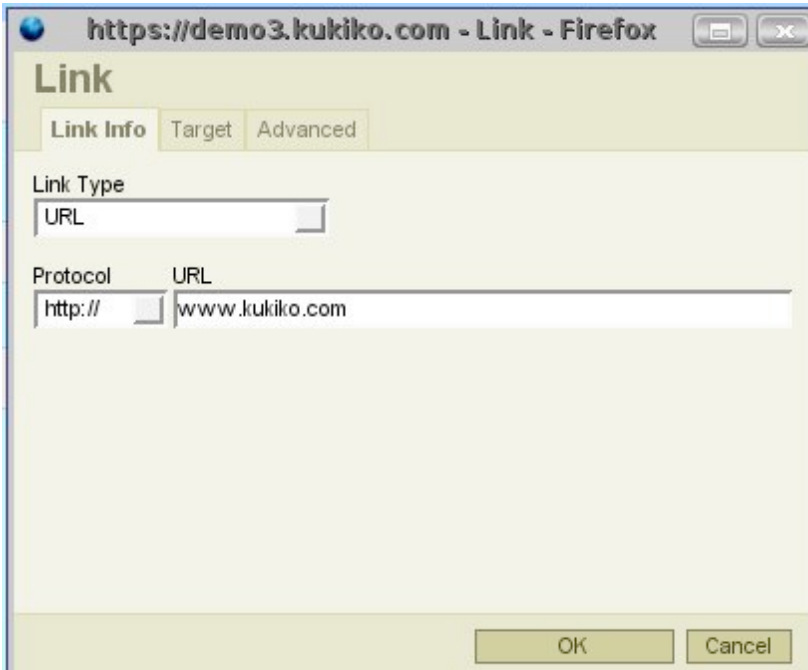 https://demo3.kukiko.com - Link - Firefox
Link
Link Info Target Advanced
Link Type
URL
Protocol URL
http:// www.kukiko.com
OK Cancel